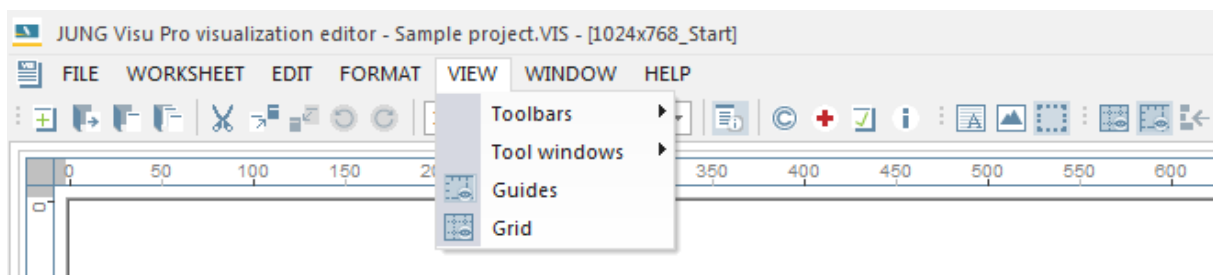 JUNG Visu Pro visualization editor - Sample project.VIS - [1024x768_Start]
FILE WORKSHEET EDIT FORMAT VIEW WINDOW HELP
Toolbars
Tool windows
0 50 100 150 350 400 450 500 550 600
0
Guides
Grid